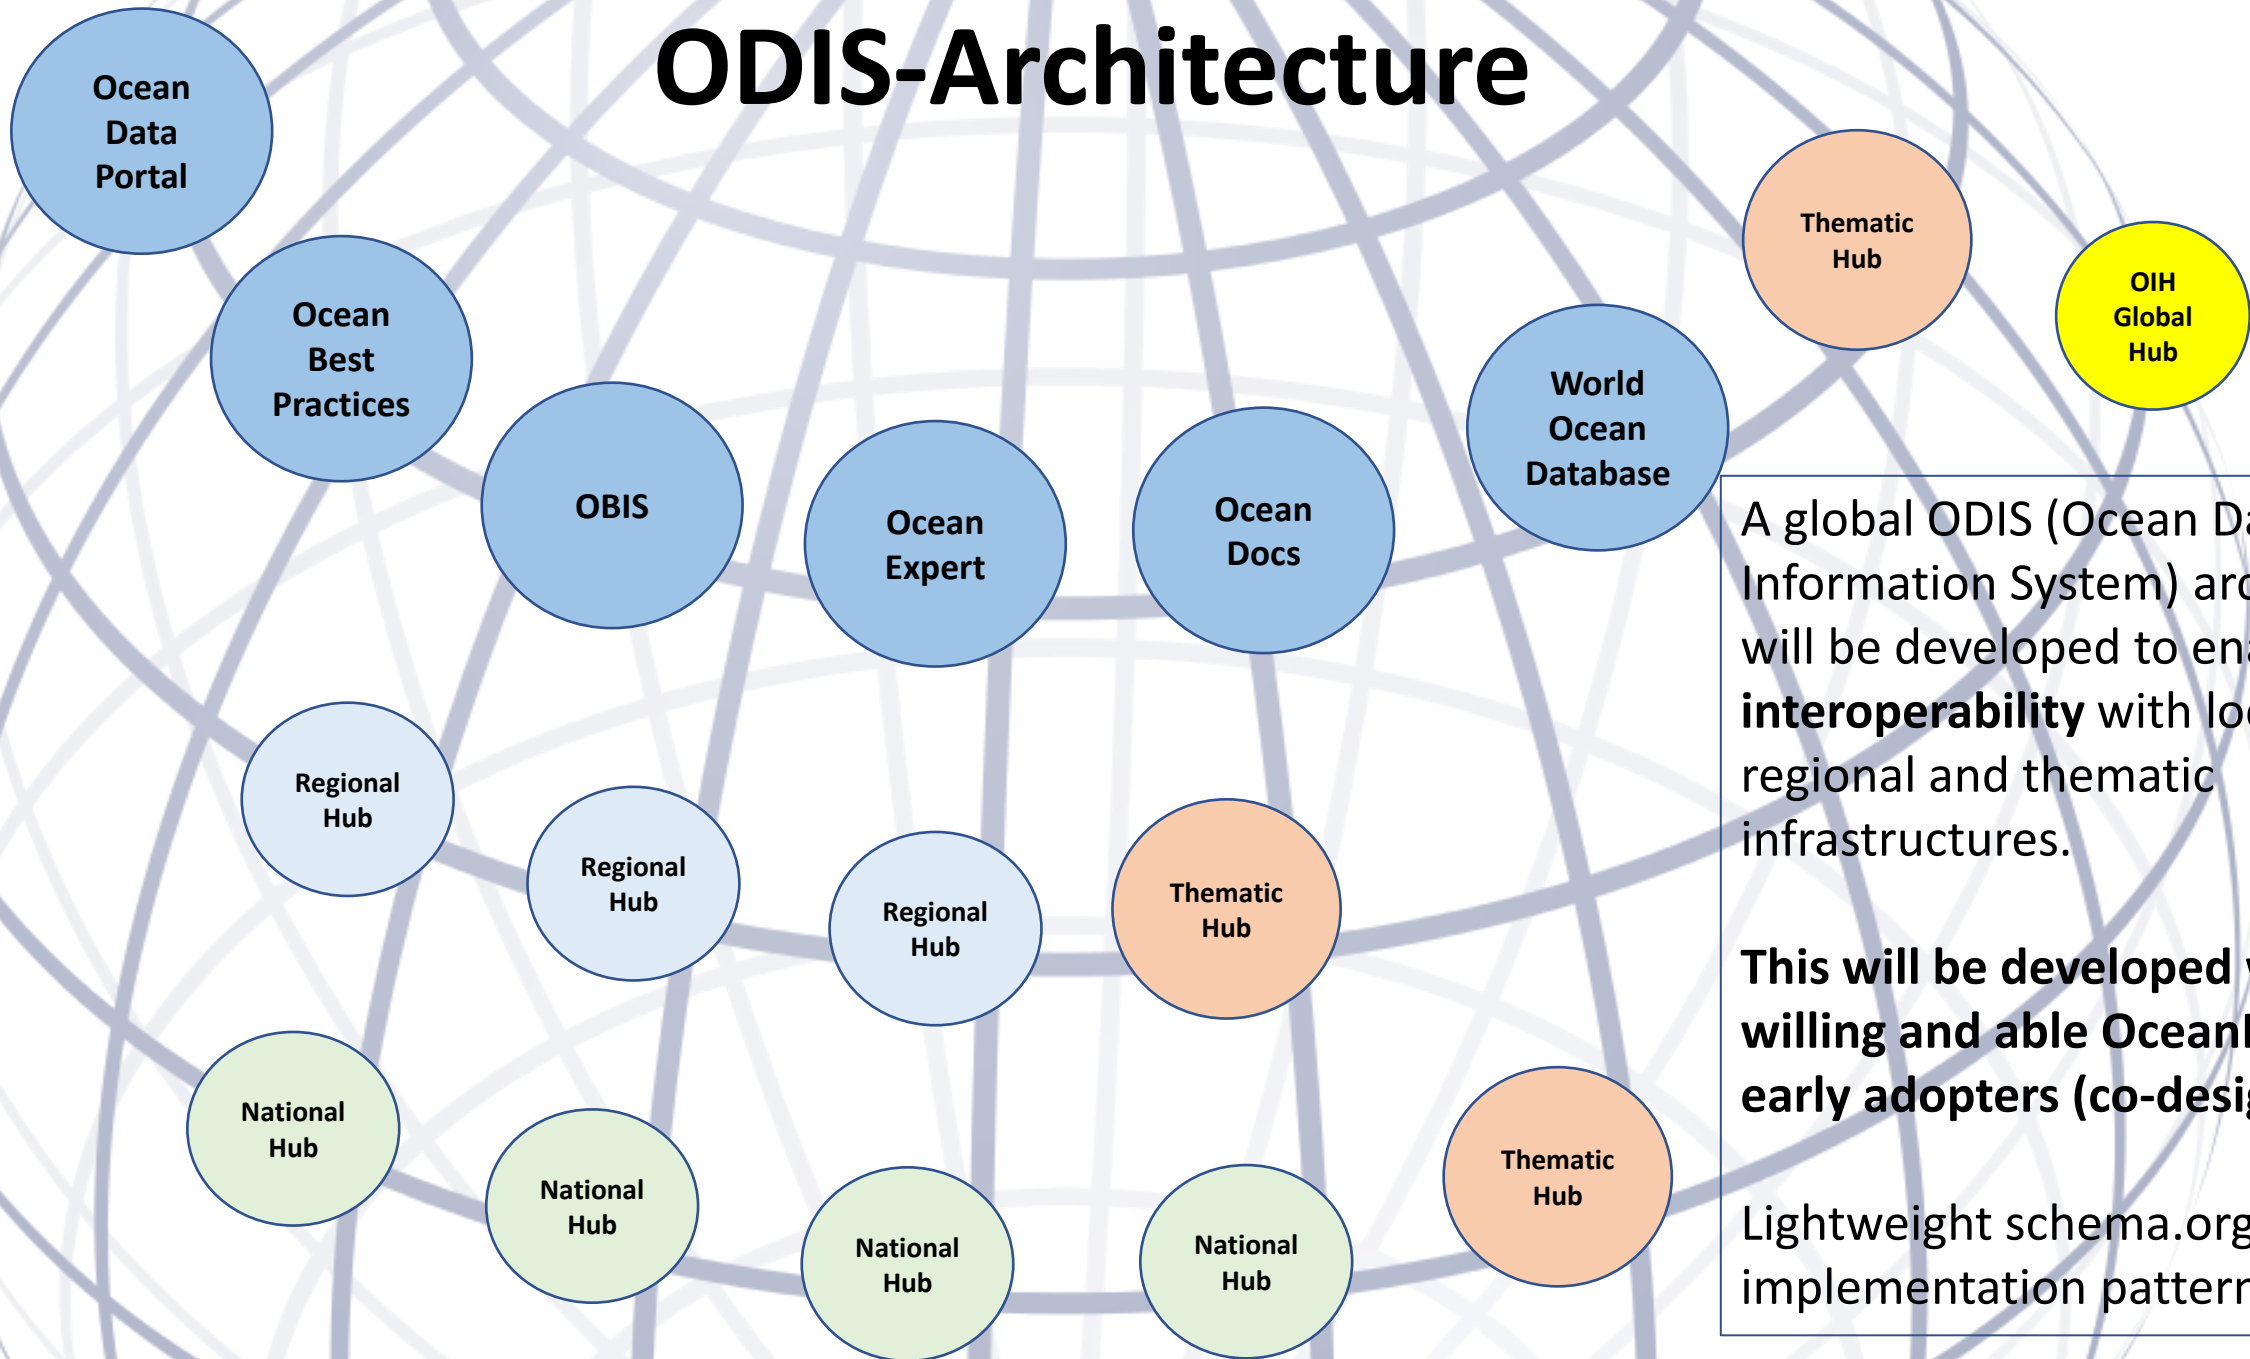 ODIS-Architecture
Ocean
Data
Portal
Ocean
Best
Practices
OBIS
Ocean
Expert
Ocean
Docs
World
Ocean
Database
Thematic
Hub
OIH
Global
Hub
Regional
Hub
Regional
Hub
Regional
Hub
Thematic
Hub
National
Hub
National
Hub
National
Hub
National
Hub
Thematic
Hub
A global ODIS (Ocean
Information System)
will be developed to
interoperability with
regional and thematic
infrastructures.
This will be developed
willing and able
early adopters
Lightweight schema.org
implementation